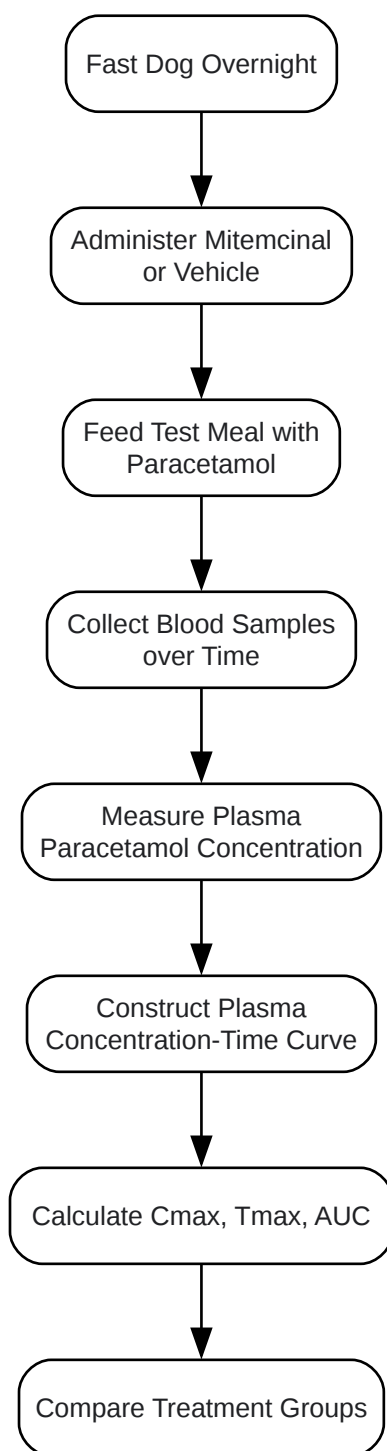 Fast Dog Overnight
Administer Mitemcinal
or Vehicle
Feed Test Meal with
Paracetamol
Collect Blood Samples
over Time
Measure Plasma
Paracetamol Concentration
Construct Plasma
Concentration-Time Curve
Calculate Cmax, Tmax, AUC
Compare Treatment Groups